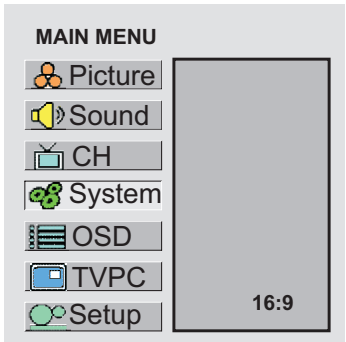 MAIN MENU
Picture
Sound
CH
System
OSD
TVPC
Setup
16:9